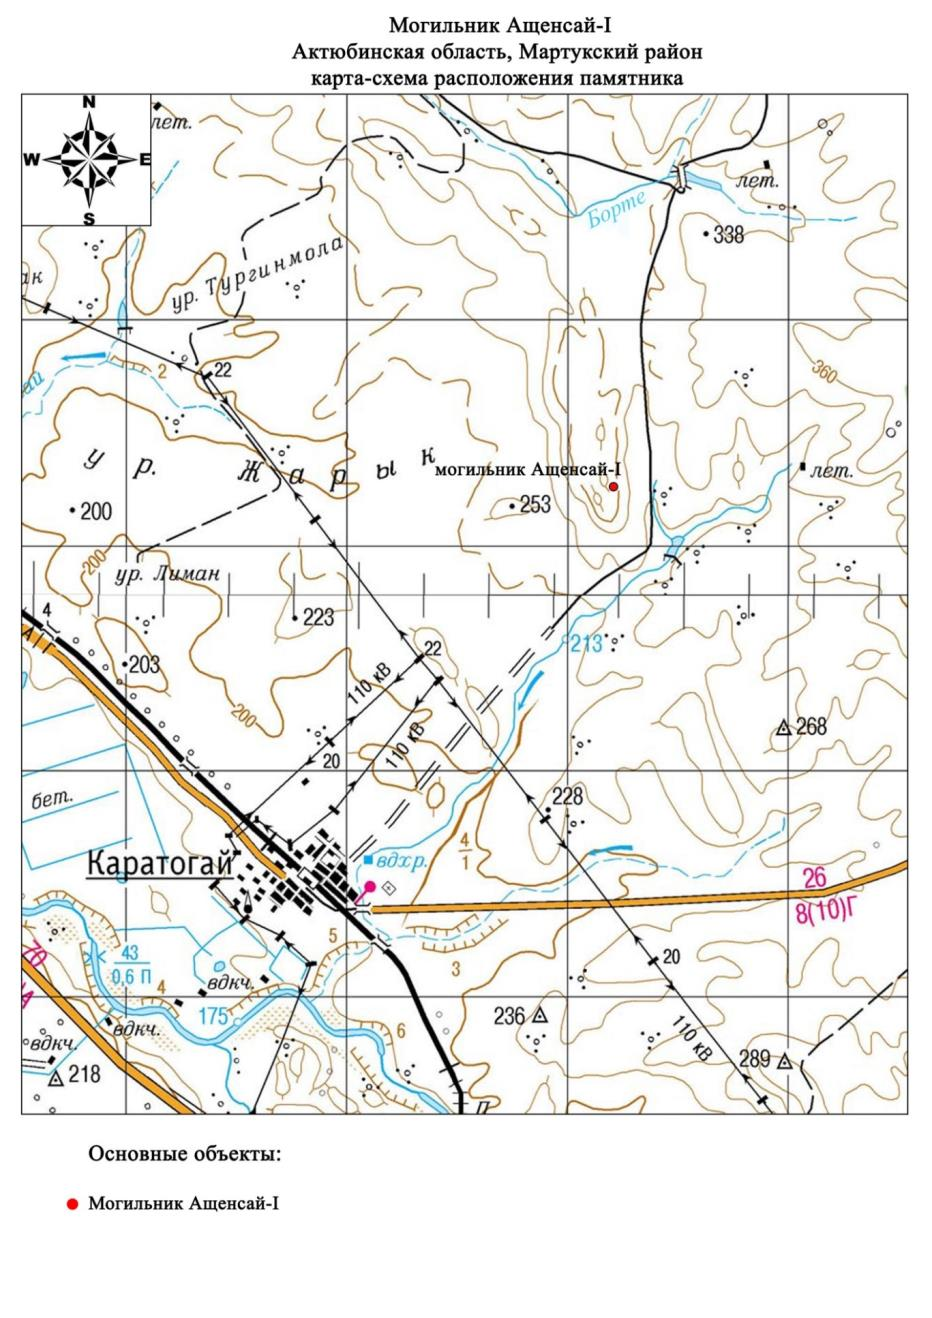 Могильник Ащенсай-I
Актюбинская область, Мартукский район
карта-схема расположения памятника
N
W E
S
лет.
Борте
лет.
338
ур. Тургинмола
ак
2
22
360
ур. Жарык
могильник Ащенсай-I
лет.
200
253
200
ур. Лиман
4
223
213
203
22
110 кВ
200
110 кВ
268
20
228
бет.
4
1
вдхр.
Каратогай
26
8(10)Г
5
43
0,6 П
3
20
вдкч.
4
175
236
вдкч.
6
110 кВ
вдкч.
289
218
П
Основные объекты:
Могильник Ащенсай-I